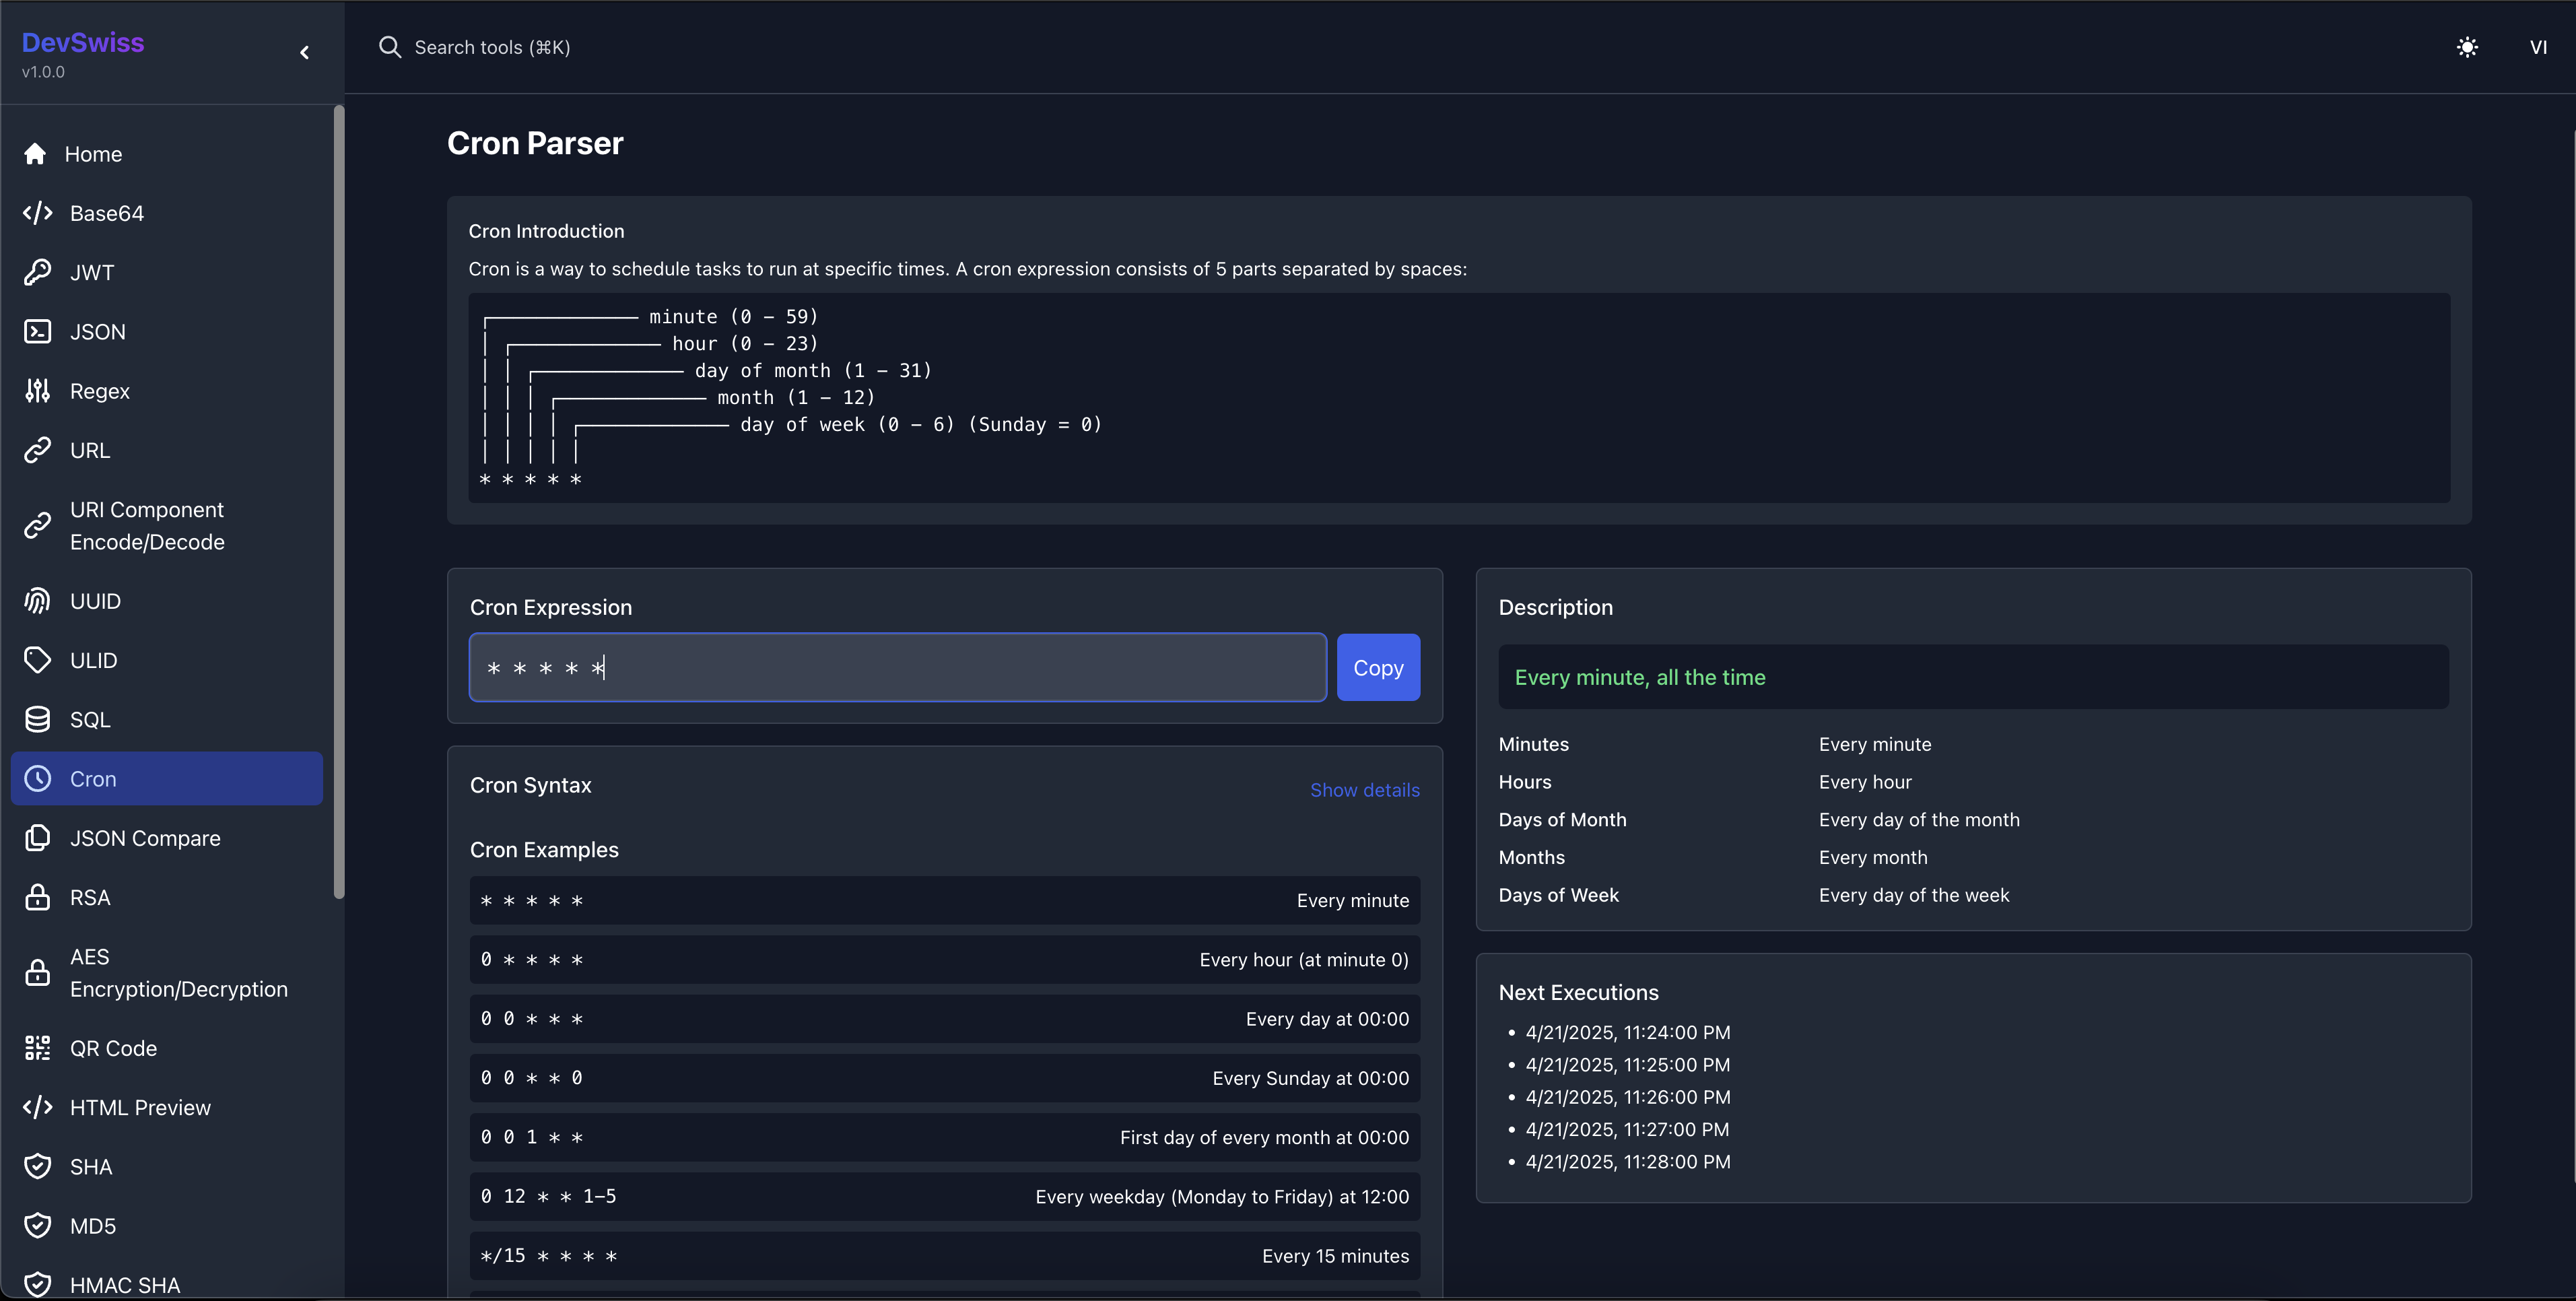 DevSwiss
v1.0.0
Home
Base64
JWT
JSON
Regex
URL
URI Component
Encode/Decode
UUID
ULID
SQL
Cron
JSON Compare
RSA
AES
Encryption/Decryption
QR Code
HTML Preview
SHA
MD5
HMAC SHA
Search tools (⌘K)
VI
Cron Parser
Cron Introduction
Cron is a way to schedule tasks to run at specific times. A cron expression consists of 5 parts separated by spaces:
┌───────────── minute (0 - 59)
│ ┌───────────── hour (0 - 23)
│ │ ┌───────────── day of month (1 - 31)
│ │ │ ┌───────────── month (1 - 12)
│ │ │ │ ┌───────────── day of week (0 - 6) (Sunday = 0)
│ │ │ │ │
* * * * *
Cron Expression
* * * * *
Copy
Cron Syntax
Show details
Cron Examples
* * * * * Every minute
0 * * * * Every hour (at minute 0)
0 0 * * * Every day at 00:00
0 0 * * 0 Every Sunday at 00:00
0 0 1 * * First day of every month at 00:00
0 12 * * 1-5 Every weekday (Monday to Friday) at 12:00
*/15 * * * * Every 15 minutes
Description
Every minute, all the time
Minutes Every minute
Hours Every hour
Days of Month Every day of the month
Months Every month
Days of Week Every day of the week
Next Executions
• 4/21/2025, 11:24:00 PM
• 4/21/2025, 11:25:00 PM
• 4/21/2025, 11:26:00 PM
• 4/21/2025, 11:27:00 PM
• 4/21/2025, 11:28:00 PM